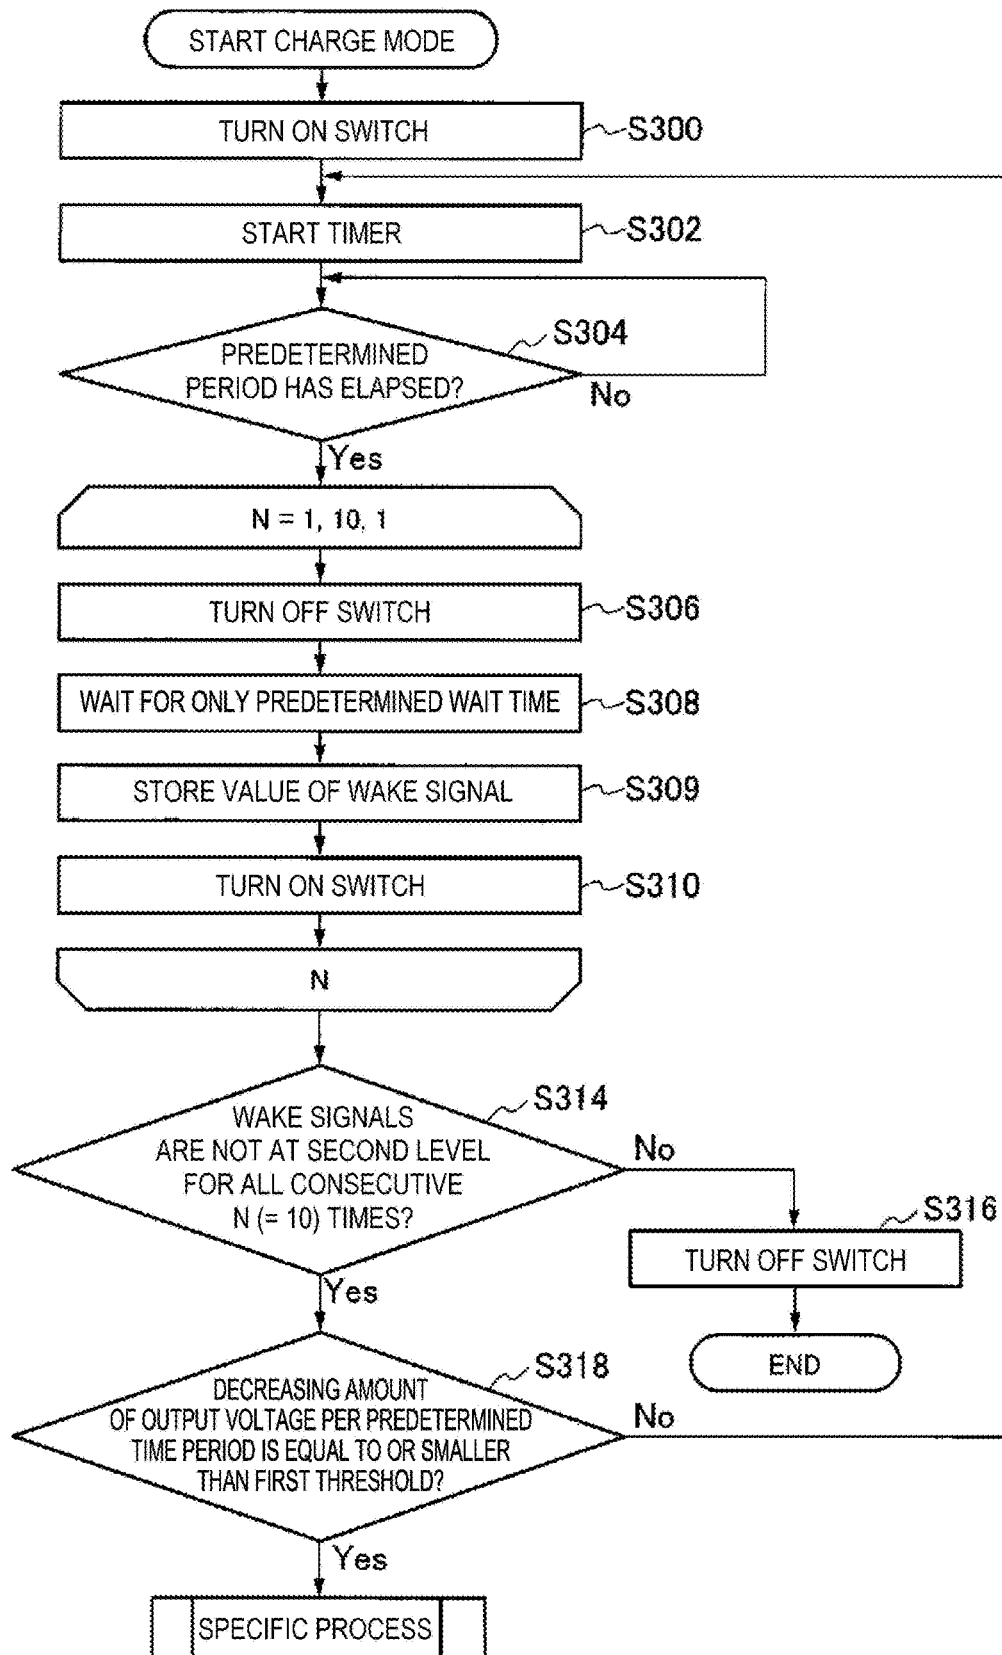 START CHARGE MODE
TURN ON SWITCH
S300
START TIMER
S302
S304
PREDETERMINED
PERIOD HAS ELAPSED?
No
Yes
N = 1, 10, 1
TURN OFF SWITCH
S306
WAIT FOR ONLY PREDETERMINED WAIT TIME
S308
STORE VALUE OF WAKE SIGNAL
S309
TURN ON SWITCH
S310
N
S314
WAKE SIGNALS
ARE NOT AT SECOND LEVEL
FOR ALL CONSECUTIVE
N (= 10) TIMES?
No
S316
TURN OFF SWITCH
END
Yes
S318
DECREASING AMOUNT
OF OUTPUT VOLTAGE PER PREDETERMINED
TIME PERIOD IS EQUAL TO OR SMALLER
THAN FIRST THRESHOLD?
No
Yes
SPECIFIC PROCESS